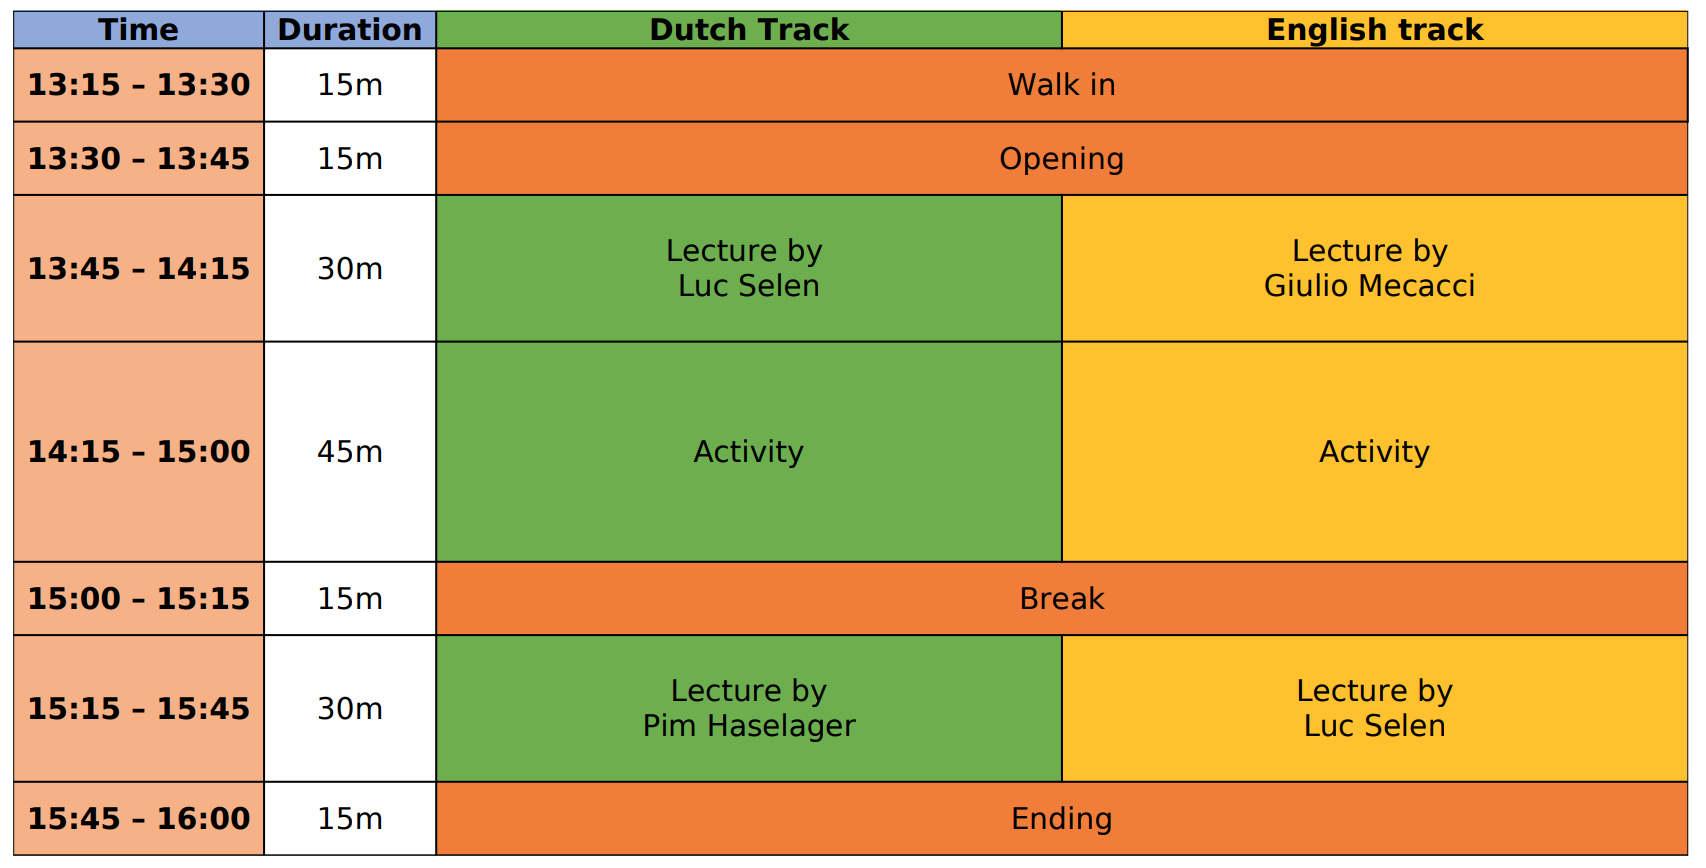 Time Duration Dutch Track English track
13:15 – 13:30 15m Walk in
13:30 – 13:45 15m Opening
13:45 – 14:15 30m Lecture by
Luc Selen Lecture by
Giulio Mecacci
14:15 – 15:00 45m Activity Activity
15:00 – 15:15 15m Break
15:15 – 15:45 30m Lecture by
Pim Haselager Lecture by
Luc Selen
15:45 – 16:00 15m Ending